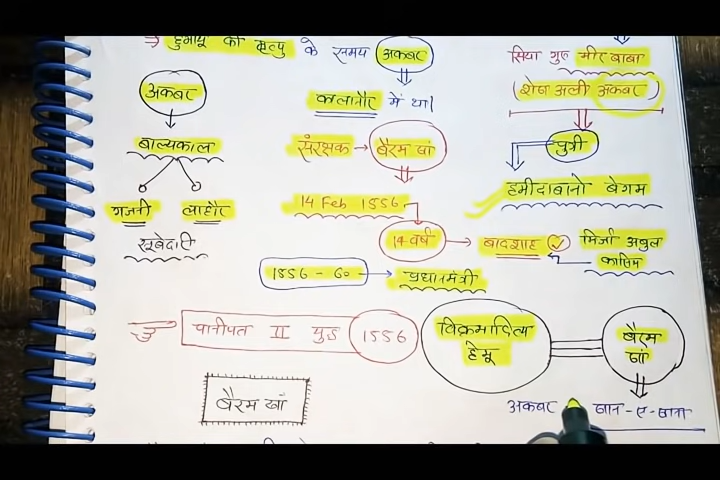 → हुमायूं की मृत्यु के समय अकबर
कलानौर में था।
अकबर
बाल्यकाल
गजनी लाहौर
सूबेदारी
संरक्षक → बैरम खां
14 Feb 1556
14 वर्ष → बादशाह
1556 - 60 → प्रधानमंत्री
सिया गुरु मीर बाबा
(शेख अली अकबर)
पुत्री
हमीदाबानो बेगम
मिर्जा अबुल
कासिम
पानीपत II युद्ध 1556
विक्रमादित्य
हेमू
बैरम
खां
अकबर खान-ए-खाना
बैरम खां